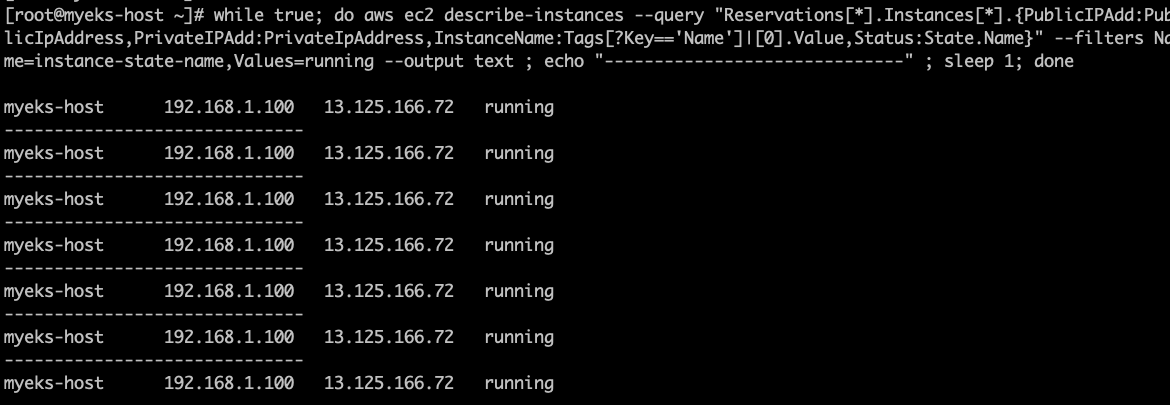 [root@myeks-host ~]# while true; do aws ec2 describe-instances --query "Reservations[*].Instances[*].{PublicIPAdd:Pub
licIpAddress,PrivateIPAdd:PrivateIpAddress,InstanceName:Tags[?Key=='Name']|[0].Value,Status:State.Name}" --filters Na
me=instance-state-name,Values=running --output text ; echo "------------------------------" ; sleep 1; done
myeks-host 192.168.1.100 13.125.166.72 running
------------------------------
myeks-host 192.168.1.100 13.125.166.72 running
------------------------------
myeks-host 192.168.1.100 13.125.166.72 running
------------------------------
myeks-host 192.168.1.100 13.125.166.72 running
------------------------------
myeks-host 192.168.1.100 13.125.166.72 running
------------------------------
myeks-host 192.168.1.100 13.125.166.72 running
------------------------------
myeks-host 192.168.1.100 13.125.166.72 running